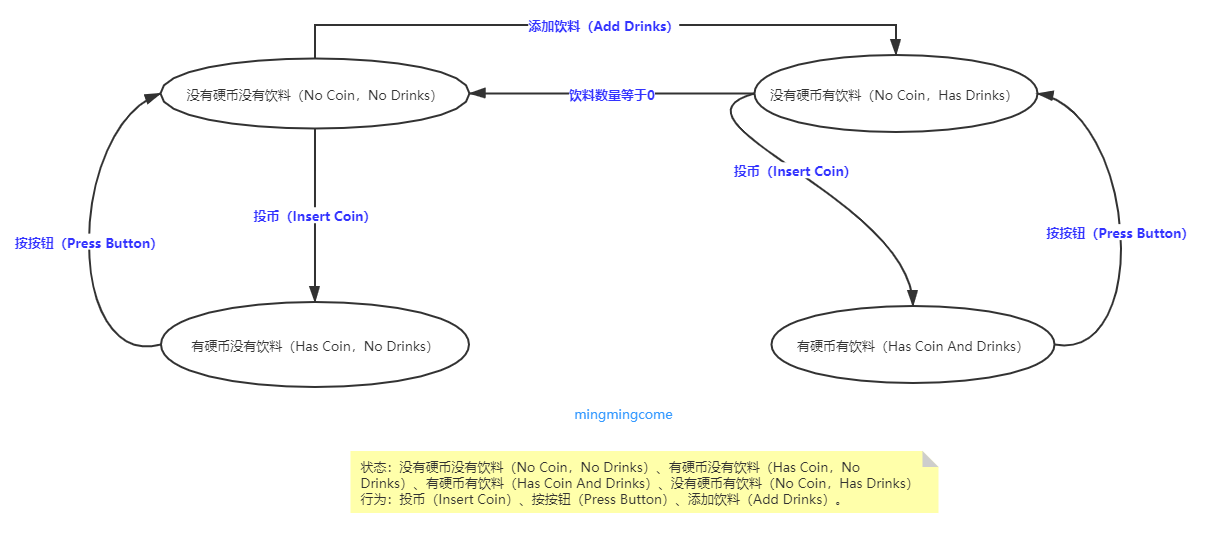 添加饮料（Add Drinks）
没有硬币没有饮料（No Coin，No Drinks）
饮料数量等于0
没有硬币有饮料（No Coin，Has Drinks）
投币（Insert Coin）
投币（Insert Coin）
按按钮（Press Button）
按按钮（Press Button）
有硬币没有饮料（Has Coin，No Drinks）
有硬币有饮料（Has Coin And Drinks）
mingmingcome
状态：没有硬币没有饮料（No Coin，No Drinks）、有硬币没有饮料（Has Coin，No
Drinks）、有硬币有饮料（Has Coin And Drinks）、没有硬币有饮料（No Coin，Has Drinks）
行为：投币（Insert Coin）、按按钮（Press Button）、添加饮料（Add Drinks）。